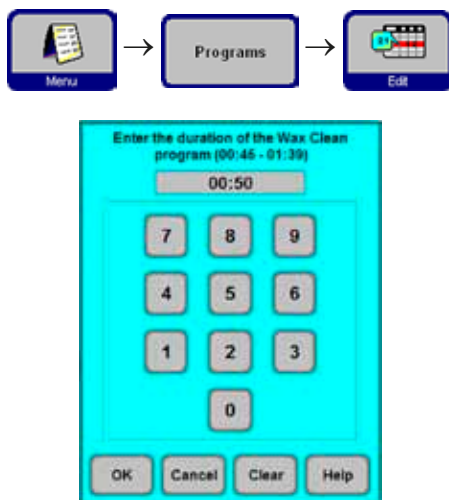 Menu → Programs → Edit
Enter the duration of the Wax Clean
program (00:45 - 01:39)
00:50
7 8 9
4 5 6
1 2 3
0
OK Cancel Clear Help